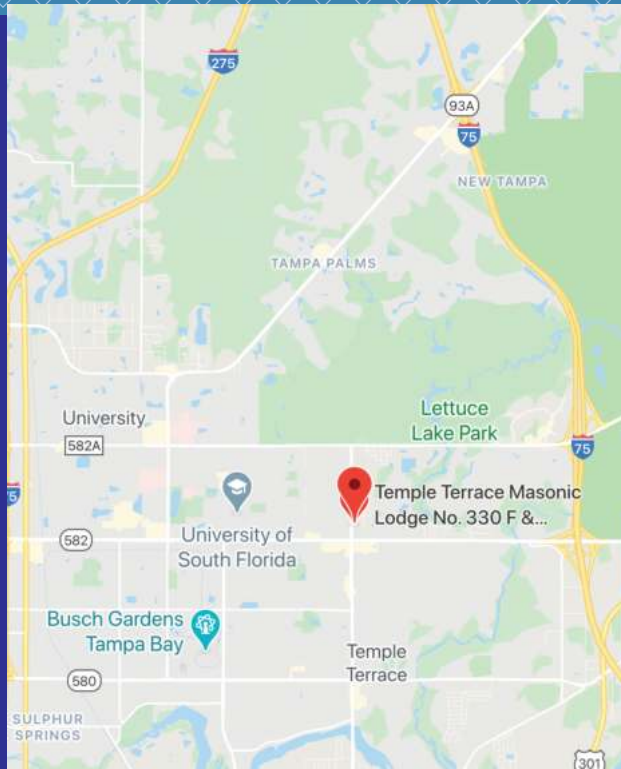 275
93A
75
NEW TAMPA
TAMPA PALMS
Lettuce
Lake Park
University
582A
75
Temple Terrace Masonic
Lodge No. 330 F &...
University of
South Florida
582
Busch Gardens
Tampa Bay
Temple
Terrace
580
SULPHUR
SPRINGS
301